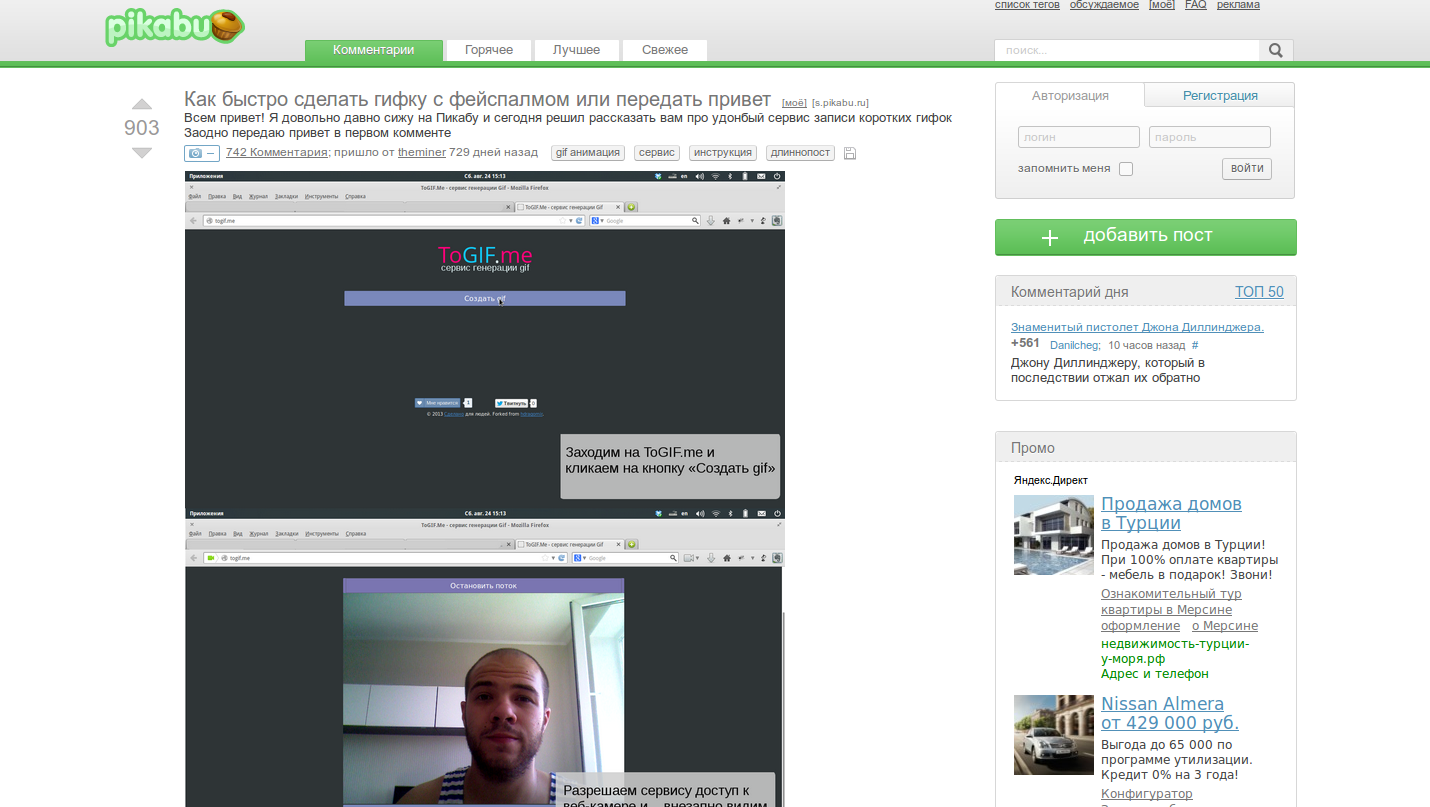 список тегов обсуждаемое [моё] FAQ реклама
pikabu
Комментарии Горячее Лучшее Свежее
поиск...
Как быстро сделать гифку с фейспалмом или передать привет [моё] [s.pikabu.ru]
903
Всем привет! Я довольно давно сижу на Пикабу и сегодня решил рассказать вам про удонбый сервис записи коротких гифок
Заодно передаю привет в первом комменте
742 Комментария; пришло от theminer 729 дней назад gif анимация сервис инструкция длиннопост
Приложения Сб. авг. 24 15:13 en
ToGIF.Me - сервис генерации Gif - Mozilla Firefox
Файл Правка Вид Журнал Закладки Инструменты Справка
ToGIF.Me - сервис генерации Gif
togif.me Google
ToGIF.me
сервис генерации gif
Создать gif
Мне нравится 1 Твитнуть 0
© 2013 для людей. Forked from
Заходим на ToGIF.me и
кликаем на кнопку «Создать gif»
Приложения Сб. авг. 24 15:13 en
ToGIF.Me - сервис генерации Gif - Mozilla Firefox
Файл Правка Вид Журнал Закладки Инструменты Справка
ToGIF.Me - сервис генерации Gif
togif.me Google
Остановить поток
Разрешаем сервису доступ к
веб-камере и... внезапно видим
Авторизация Регистрация
логин пароль
запомнить меня войти
+ добавить пост
Комментарий дня ТОП 50
Знаменитый пистолет Джона Диллинджера.
+561 Danilcheg; 10 часов назад #
Джону Диллинджеру, который в
последствии отжал их обратно
Промо
Яндекс.Директ
Продажа домов
в Турции
Продажа домов в Турции!
При 100% оплате квартиры
- мебель в подарок! Звони!
Ознакомительный тур
квартиры в Мерсине
оформление о Мерсине
недвижимость-турции-
у-моря.рф
Адрес и телефон
Nissan Almera
от 429 000 руб.
Выгода до 65 000 по
программе утилизации.
Кредит 0% на 3 года!
Конфигуратор